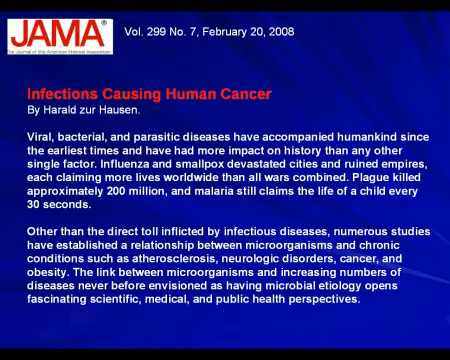 JAMA®
The Journal of the American Medical Association
Vol. 299 No. 7, February 20, 2008
Infections Causing Human Cancer
By Harald zur Hausen.
Viral, bacterial, and parasitic diseases have accompanied humankind since
the earliest times and have had more impact on history than any other
single factor. Influenza and smallpox devastated cities and ruined empires,
each claiming more lives worldwide than all wars combined. Plague killed
approximately 200 million, and malaria still claims the life of a child every
30 seconds.
Other than the direct toll inflicted by infectious diseases, numerous studies
have established a relationship between microorganisms and chronic
conditions such as atherosclerosis, neurologic disorders, cancer, and
obesity. The link between microorganisms and increasing numbers of
diseases never before envisioned as having microbial etiology opens
fascinating scientific, medical, and public health perspectives.